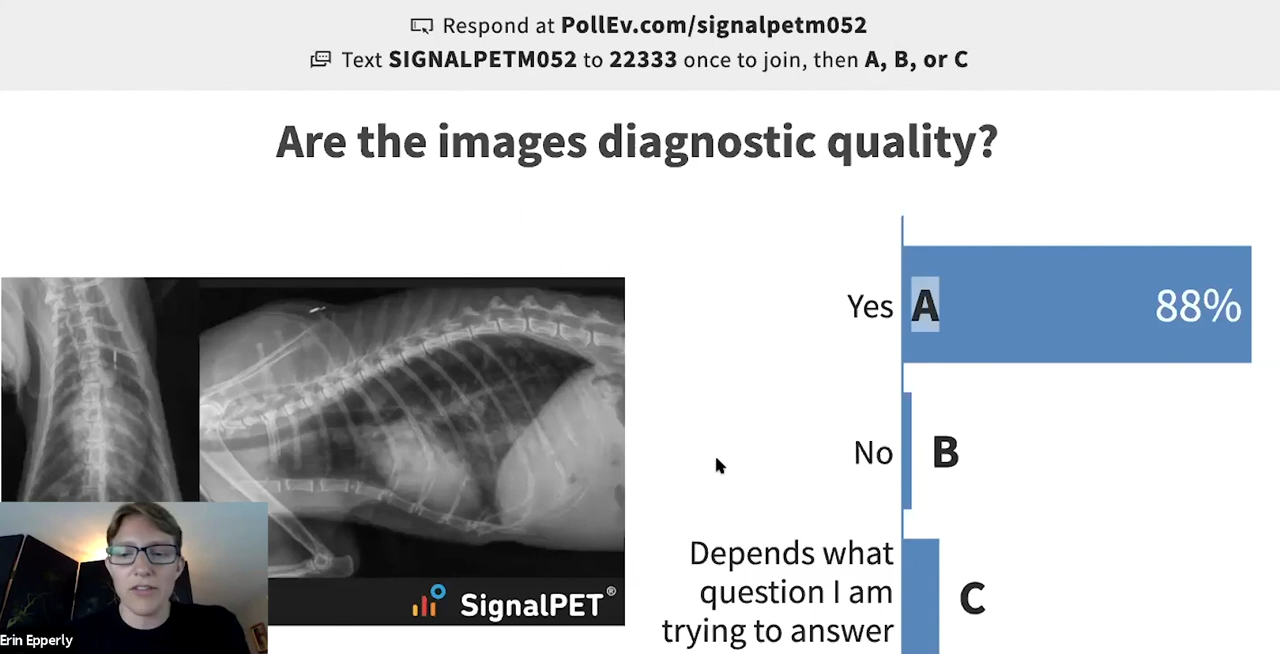 Respond at PollEv.com/signalpetm052
Text SIGNALPETM052 to 22333 once to join, then A, B, or C
Are the images diagnostic quality?
Yes A 88%
No B
Depends what
question I am
trying to answer
C
SignalPET®
Erin Epperly